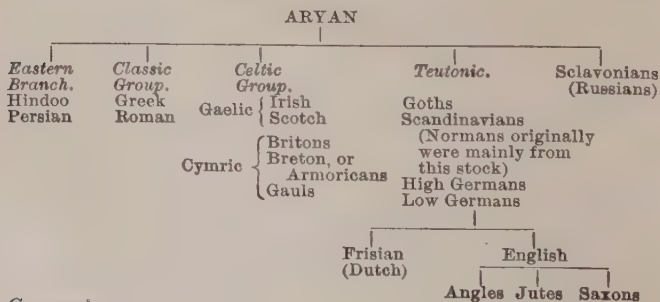 ARYAN
Eastern Branch.
Hindoo
Persian
Classic Group.
Greek
Roman
Celtic Group.
Gaelic { Irish
Scotch
Cymric { Britons
Breton, or
Armoricans
Gauls
Teutonic.
Goths
Scandinavians
(Normans originally
were mainly from
this stock)
High Germans
Low Germans
Sclavonians
(Russians)
Frisian
(Dutch)
English
Angles Jutes Saxons